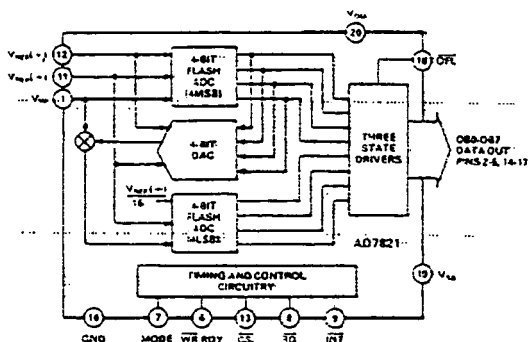 VDD
20
VREF(+)
12
VREF(-)
11
VIN
1
4-BIT
FLASH
ADC
(4MSB)
18
OFL
4-BIT
DAC
THREE
STATE
DRIVERS
DB0-DB7
DATA OUT
PINS 2-5, 14-17
VREF(+)
16
4-BIT
FLASH
ADC
(4LSB)
AD7821
19
TIMING AND CONTROL
CIRCUITRY
10
7
6
13
8
9
GND
MODE
WR/RDY
CS
RD
INT